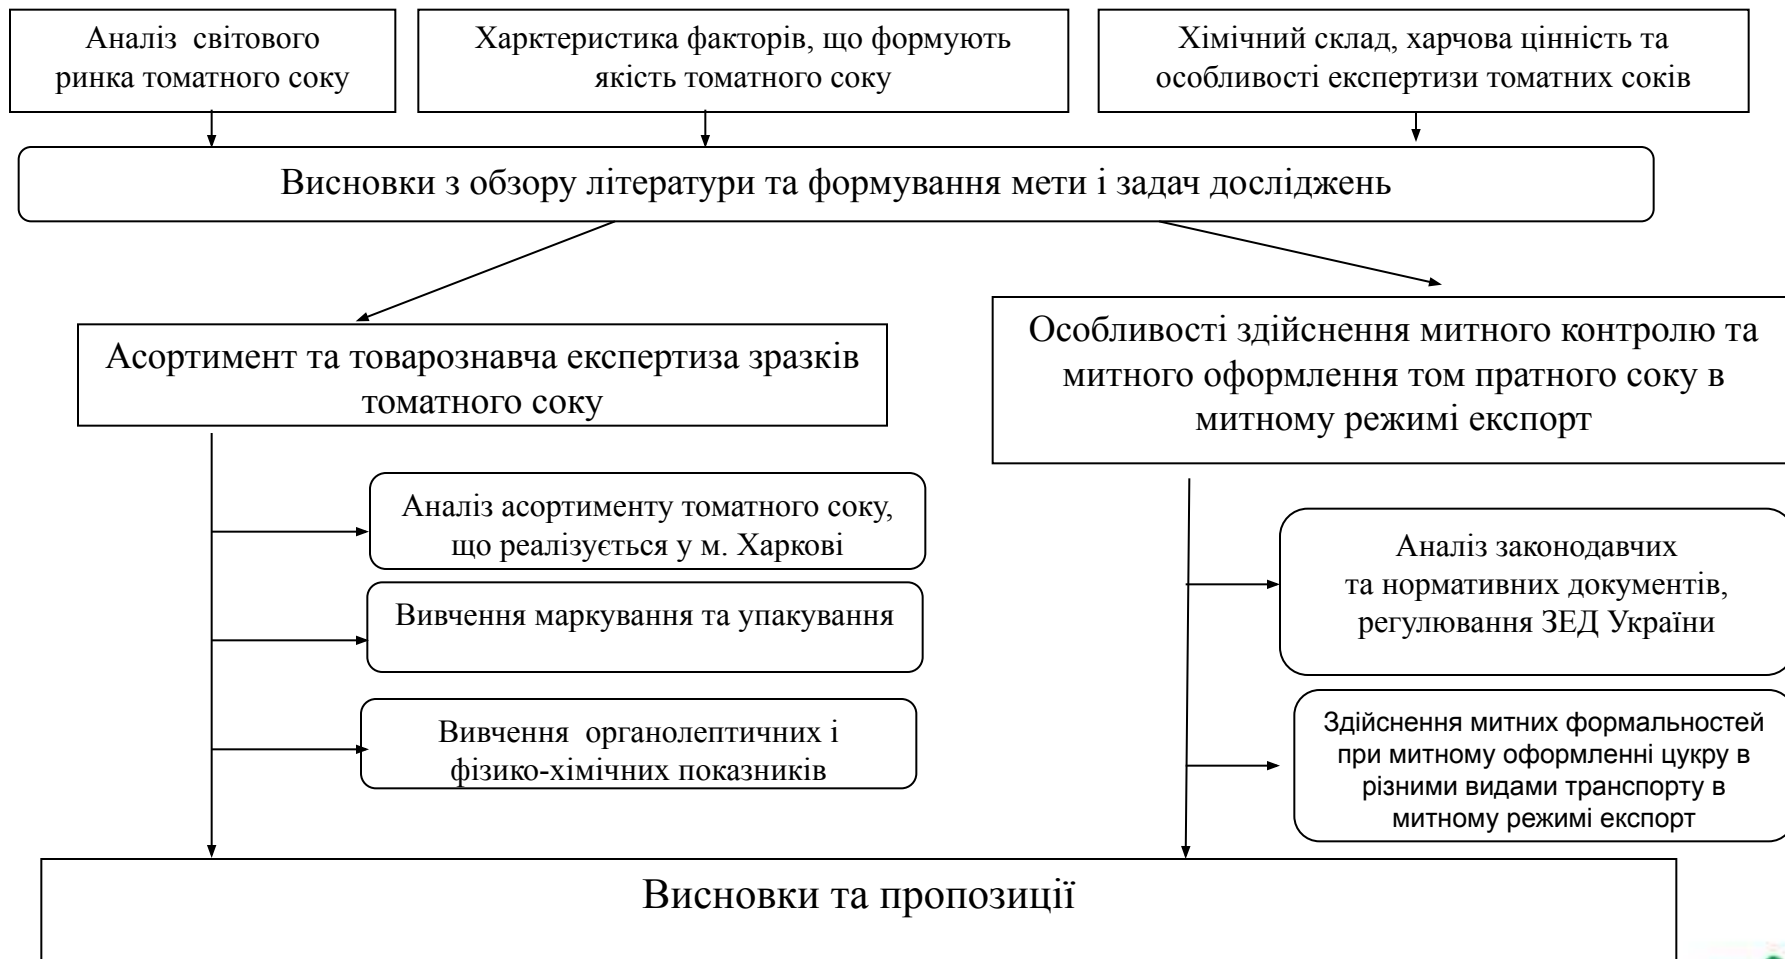 Аналіз світового
ринка томатного соку
Харктеристика факторів, що формують
якість томатного соку
Хімічний склад, харчова цінність та
особливості експертизи томатних соків
Висновки з обзору літератури та формування мети і задач досліджень
Асортимент та товарознавча експертиза зразків
томатного соку
Особливості здійснення митного контролю та
митного оформлення том пратного соку в
митному режимі експорт
Аналіз асортименту томатного соку,
що реалізується у м. Харкові
Вивчення маркування та упакування
Вивчення органолептичних і
фізико-хімічних показників
Аналіз законодавчих
та нормативних документів,
регулювання ЗЕД України
Здійснення митних формальностей
при митному оформленні цукру в
різними видами транспорту в
митному режимі експорт
Висновки та пропозиції